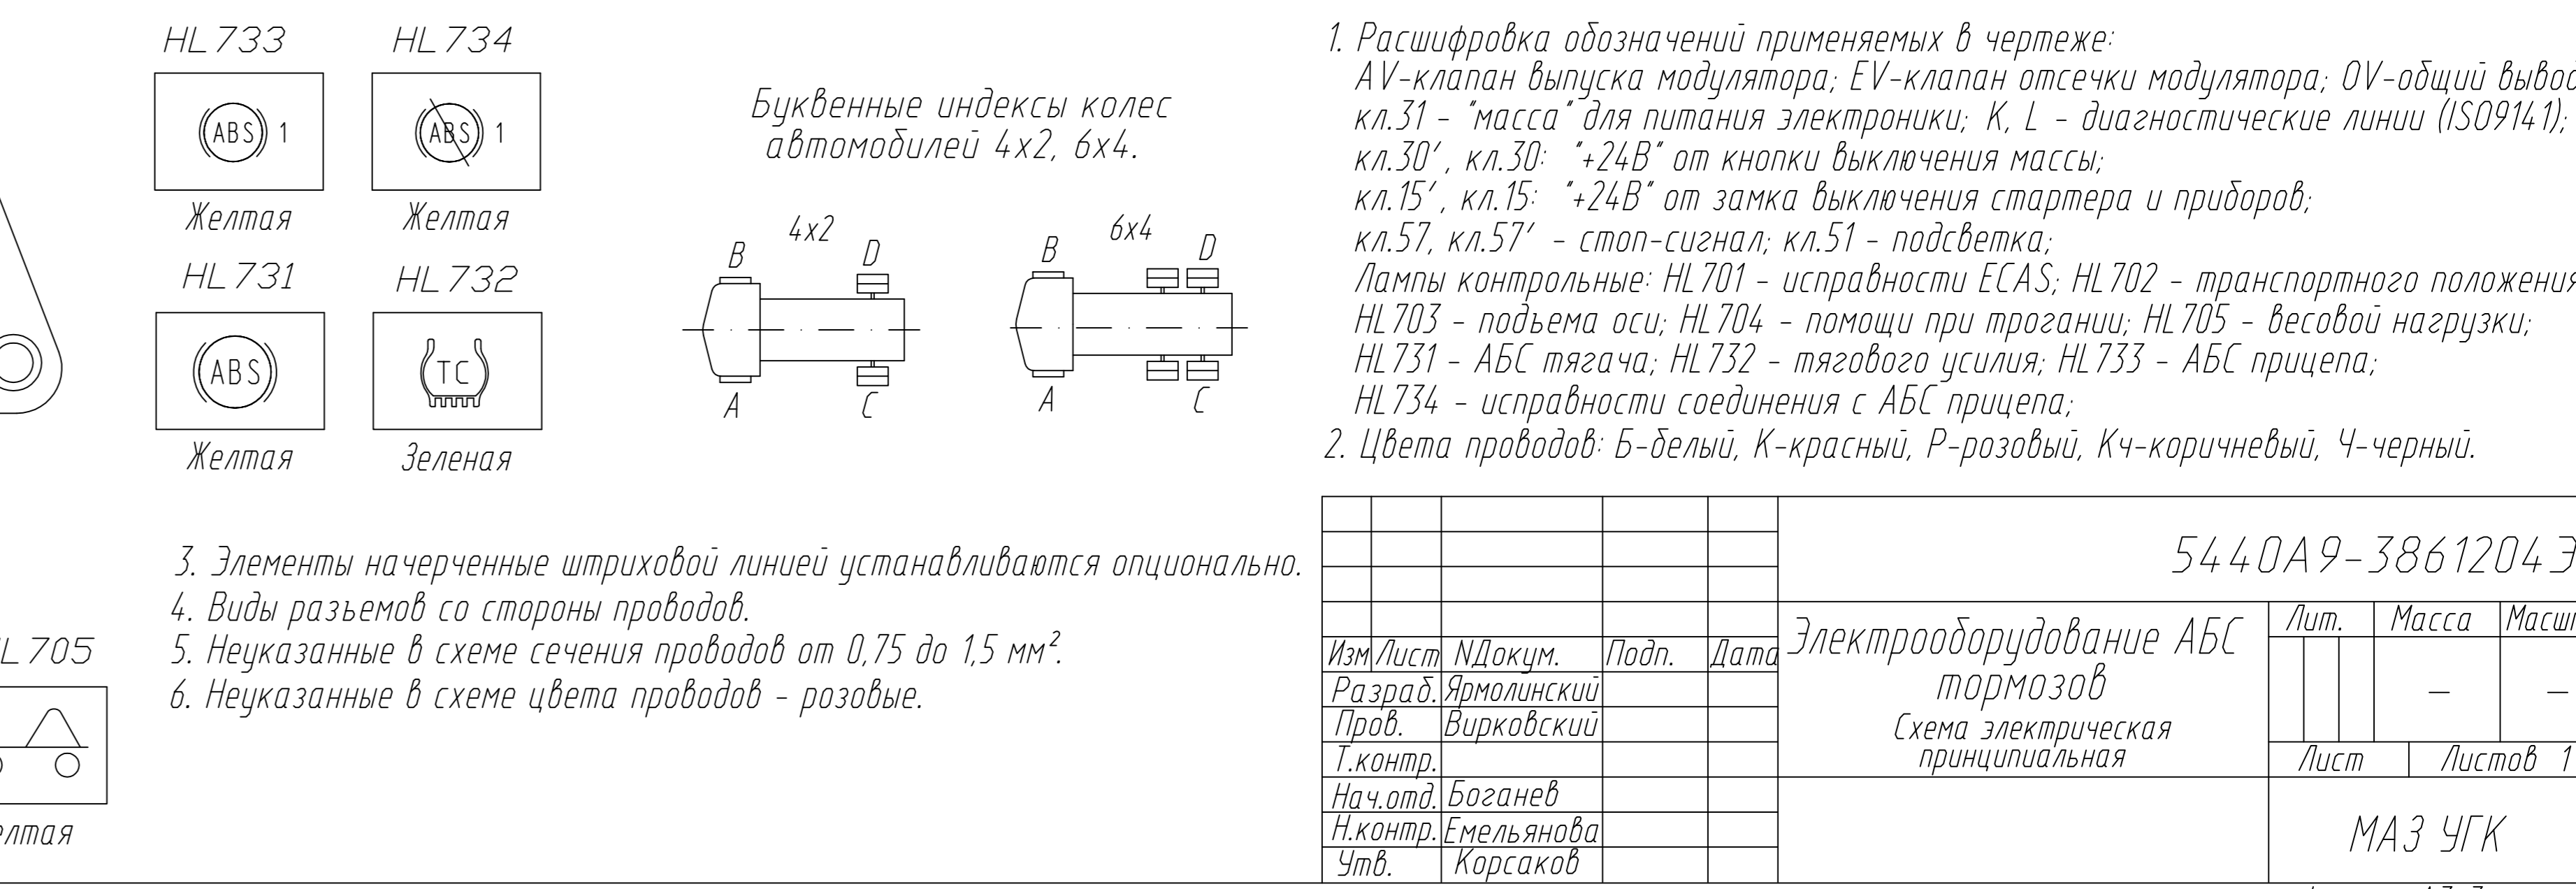 HL733
HL734
ABS 1
ABS 1
Желтая
Желтая
HL731
HL732
ABS
TC
Желтая
Зеленая
Буквенные индексы колес
автомобилей 4х2, 6х4.
4х2
B
D
A
C
6х4
B
D
A
C
1. Расшифровка обозначений применяемых в чертеже:
AV-клапан выпуска модулятора; EV-клапан отсечки модулятора; OV-общий вывод
кл.31 - "масса" для питания электроники; K, L - диагностические линии (ISO9141);
кл.30', кл.30: "+24В" от кнопки выключения массы;
кл.15', кл.15: "+24В" от замка выключения стартера и приборов;
кл.57, кл.57' - стоп-сигнал; кл.51 - подсветка;
Лампы контрольные: HL701 - исправности ECAS; HL702 - транспортного положения
HL703 - подъема оси; HL704 - помощи при трогании; HL705 - весовой нагрузки;
HL731 - АБС тягача; HL732 - тягового усилия; HL733 - АБС прицепа;
HL734 - исправности соединения с АБС прицепа;
2. Цвета проводов: Б-белый, К-красный, Р-розовый, Кч-коричневый, Ч-черный.
3. Элементы начерченные штриховой линией устанавливаются опционально.
4. Виды разъемов со стороны проводов.
5. Неуказанные в схеме сечения проводов от 0,75 до 1,5 мм².
6. Неуказанные в схеме цвета проводов - розовые.
L705
елтая
5440А9-3861204Э
Электрооборудование АБС
тормозов
Схема электрическая
принципиальная
Лит. Масса Масш
– –
Лист Листов 1
МАЗ УГК
Изм Лист NДокум. Подп. Дата
Разраб. Ярмолинский
Пров. Вирковский
Т.контр.
Нач.отд. Боганев
Н.контр. Емельянова
Утв. Корсаков